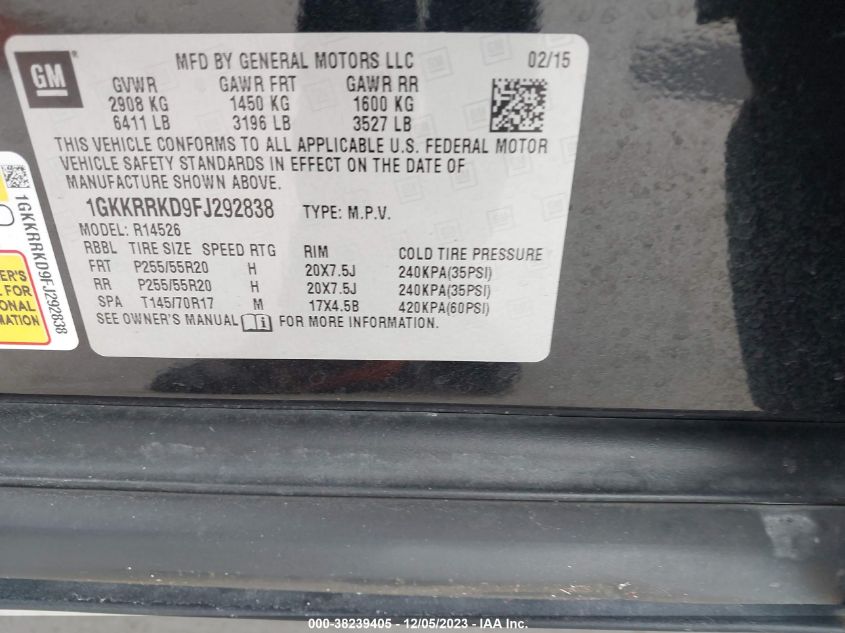 GM
MFD BY GENERAL MOTORS LLC 02/15
GVWR GAWR FRT GAWR RR
2908 KG 1450 KG 1600 KG
6411 LB 3196 LB 3527 LB
THIS VEHICLE CONFORMS TO ALL APPLICABLE U.S. FEDERAL MOTOR
VEHICLE SAFETY STANDARDS IN EFFECT ON THE DATE OF
MANUFACTURE SHOWN ABOVE.
1GKKRRKD9FJ292838 TYPE: M.P.V.
MODEL: R14526
RBBL TIRE SIZE SPEED RTG RIM COLD TIRE PRESSURE
FRT P255/55R20 H 20X7.5J 240KPA(35PSI)
RR P255/55R20 H 20X7.5J 240KPA(35PSI)
SPA T145/70R17 M 17X4.5B 420KPA(60PSI)
SEE OWNER'S MANUAL FOR MORE INFORMATION.
1GKKRRKD9FJ292838
ER'S
L FOR
ONAL
MATION
000-38239405 - 12/05/2023 - IAA Inc.